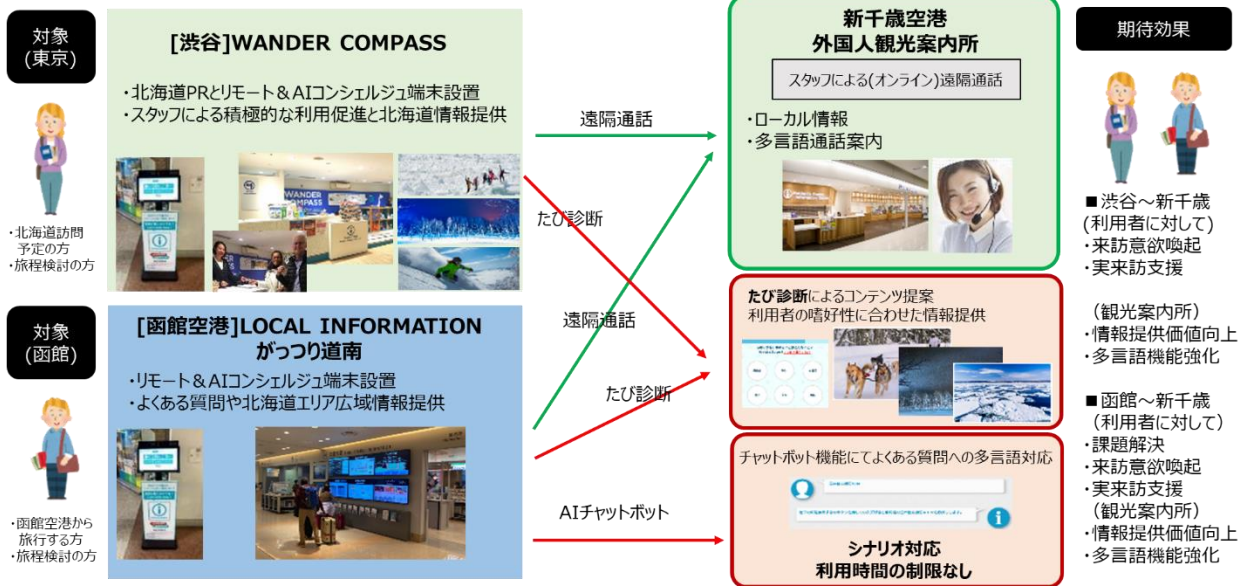 対象
(東京)
・北海道訪問
予定の方
・旅程検討の方
[渋谷]WANDER COMPASS
・北海道PRとリモート&AIコンシェルジュ端末設置
・スタッフによる積極的な利用促進と北海道情報提供
WANDER
COMPASS
対象
(函館)
・函館空港から
旅行する方
・旅程検討の方
[函館空港]LOCAL INFORMATION
がっつり道南
・リモート&AIコンシェルジュ端末設置
・よくある質問や北海道エリア広域情報提供
遠隔通話
たび診断
遠隔通話
たび診断
AIチャットボット
新千歳空港
外国人観光案内所
スタッフによる(オンライン)遠隔通話
・ローカル情報
・多言語通話案内
たび診断によるコンテンツ提案
利用者の嗜好性に合わせた情報提供
チャットボット機能にてよくある質問への多言語対応
シナリオ対応
利用時間の制限なし
期待効果
■渋谷～新千歳
(利用者に対して)
・来訪意欲喚起
・実来訪支援
（観光案内所）
・情報提供価値向上
・多言語機能強化
■函館～新千歳
（利用者に対して）
・課題解決
・来訪意欲喚起
・実来訪支援
（観光案内所）
・情報提供価値向上
・多言語機能強化